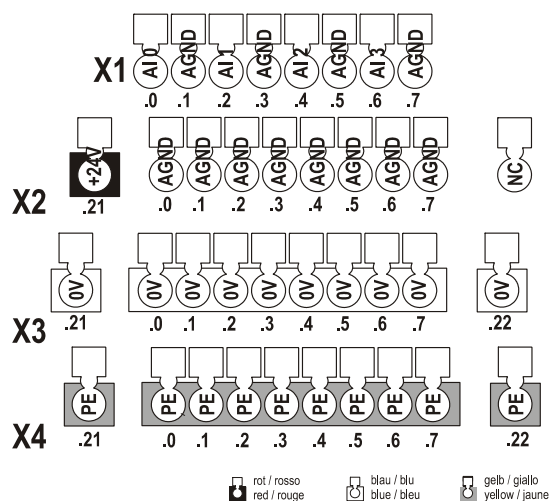 X1 AI 0 AGND AI 1 AGND AI 2 AGND AI 3 AGND
.0 .1 .2 .3 .4 .5 .6 .7
X2 +24V AGND AGND AGND AGND AGND AGND AGND AGND NC
.21 .0 .1 .2 .3 .4 .5 .6 .7
X3 0V 0V 0V 0V 0V 0V 0V 0V 0V 0V
.21 .0 .1 .2 .3 .4 .5 .6 .7 .22
X4 PE PE PE PE PE PE PE PE PE PE
.21 .0 .1 .2 .3 .4 .5 .6 .7 .22
rot / rosso blau / blu gelb / giallo
red / rouge blue / bleu yellow / jaune